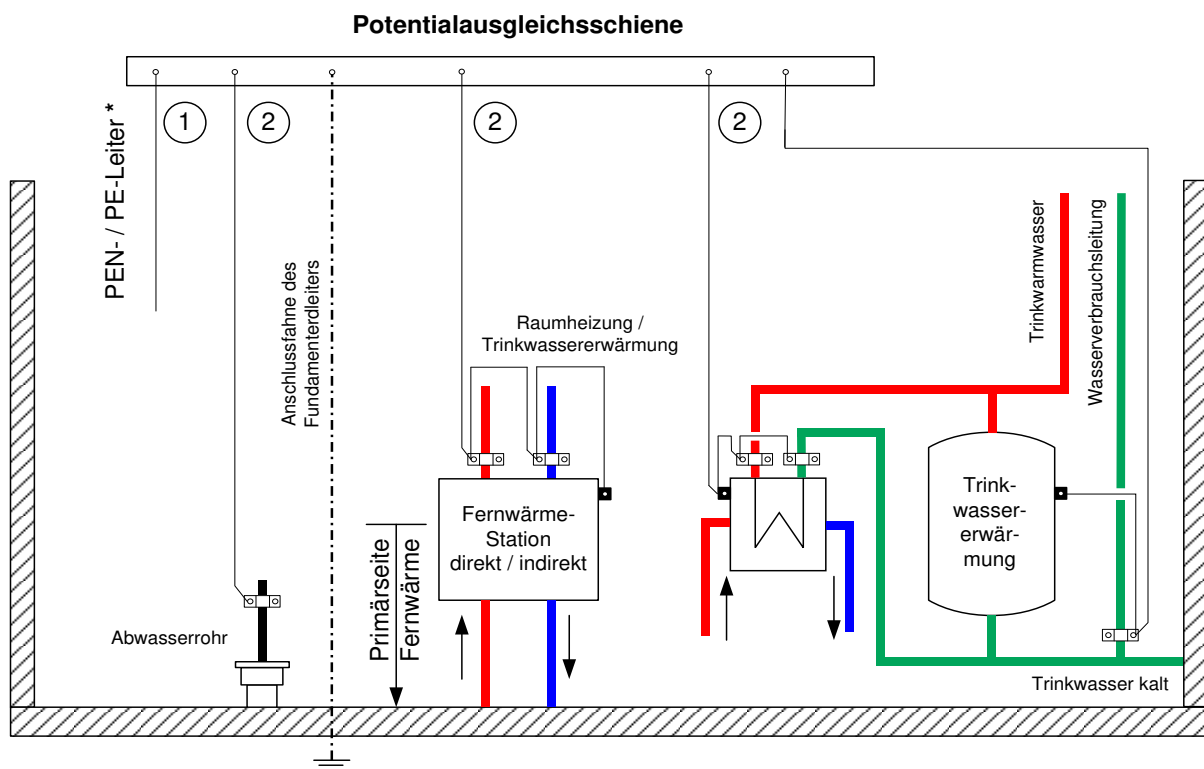 Potentialausgleichsschiene
1
2
2
2
PEN- / PE-Leiter *
Anschlussfahne des
Fundamenterdleiters
Raumheizung /
Trinkwassererwärmung
Trinkwarmwasser
Wasserverbrauchsleitung
Fernwärme-
Station
direkt / indirekt
Trink-
wasser-
erwär-
mung
Primärseite
Fernwärme
Abwasserrohr
Trinkwasser kalt